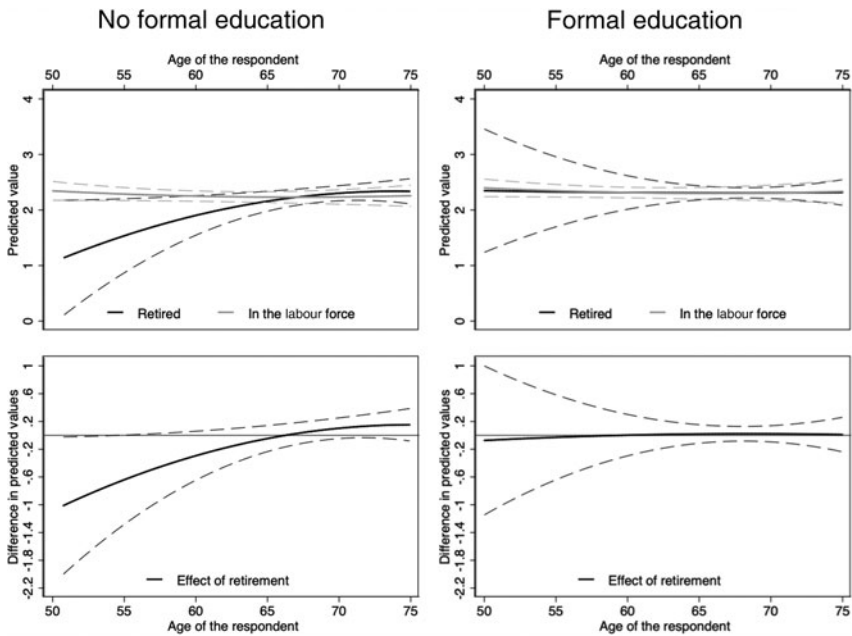 No formal education
Formal education
Age of the respondent
50 55 60 65 70 75
Predicted value
4
3
2
1
0
Retired
In the labour force
Age of the respondent
50 55 60 65 70 75
Predicted value
4
3
2
1
0
Retired
In the labour force
Difference in predicted values
1
.6
.2
-.2
-.6
-1
-1.4
-1.8
-2.2
Effect of retirement
50 55 60 65 70 75
Age of the respondent
Difference in predicted values
1
.6
.2
-.2
-.6
-1
-1.4
-1.8
-2.2
Effect of retirement
50 55 60 65 70 75
Age of the respondent